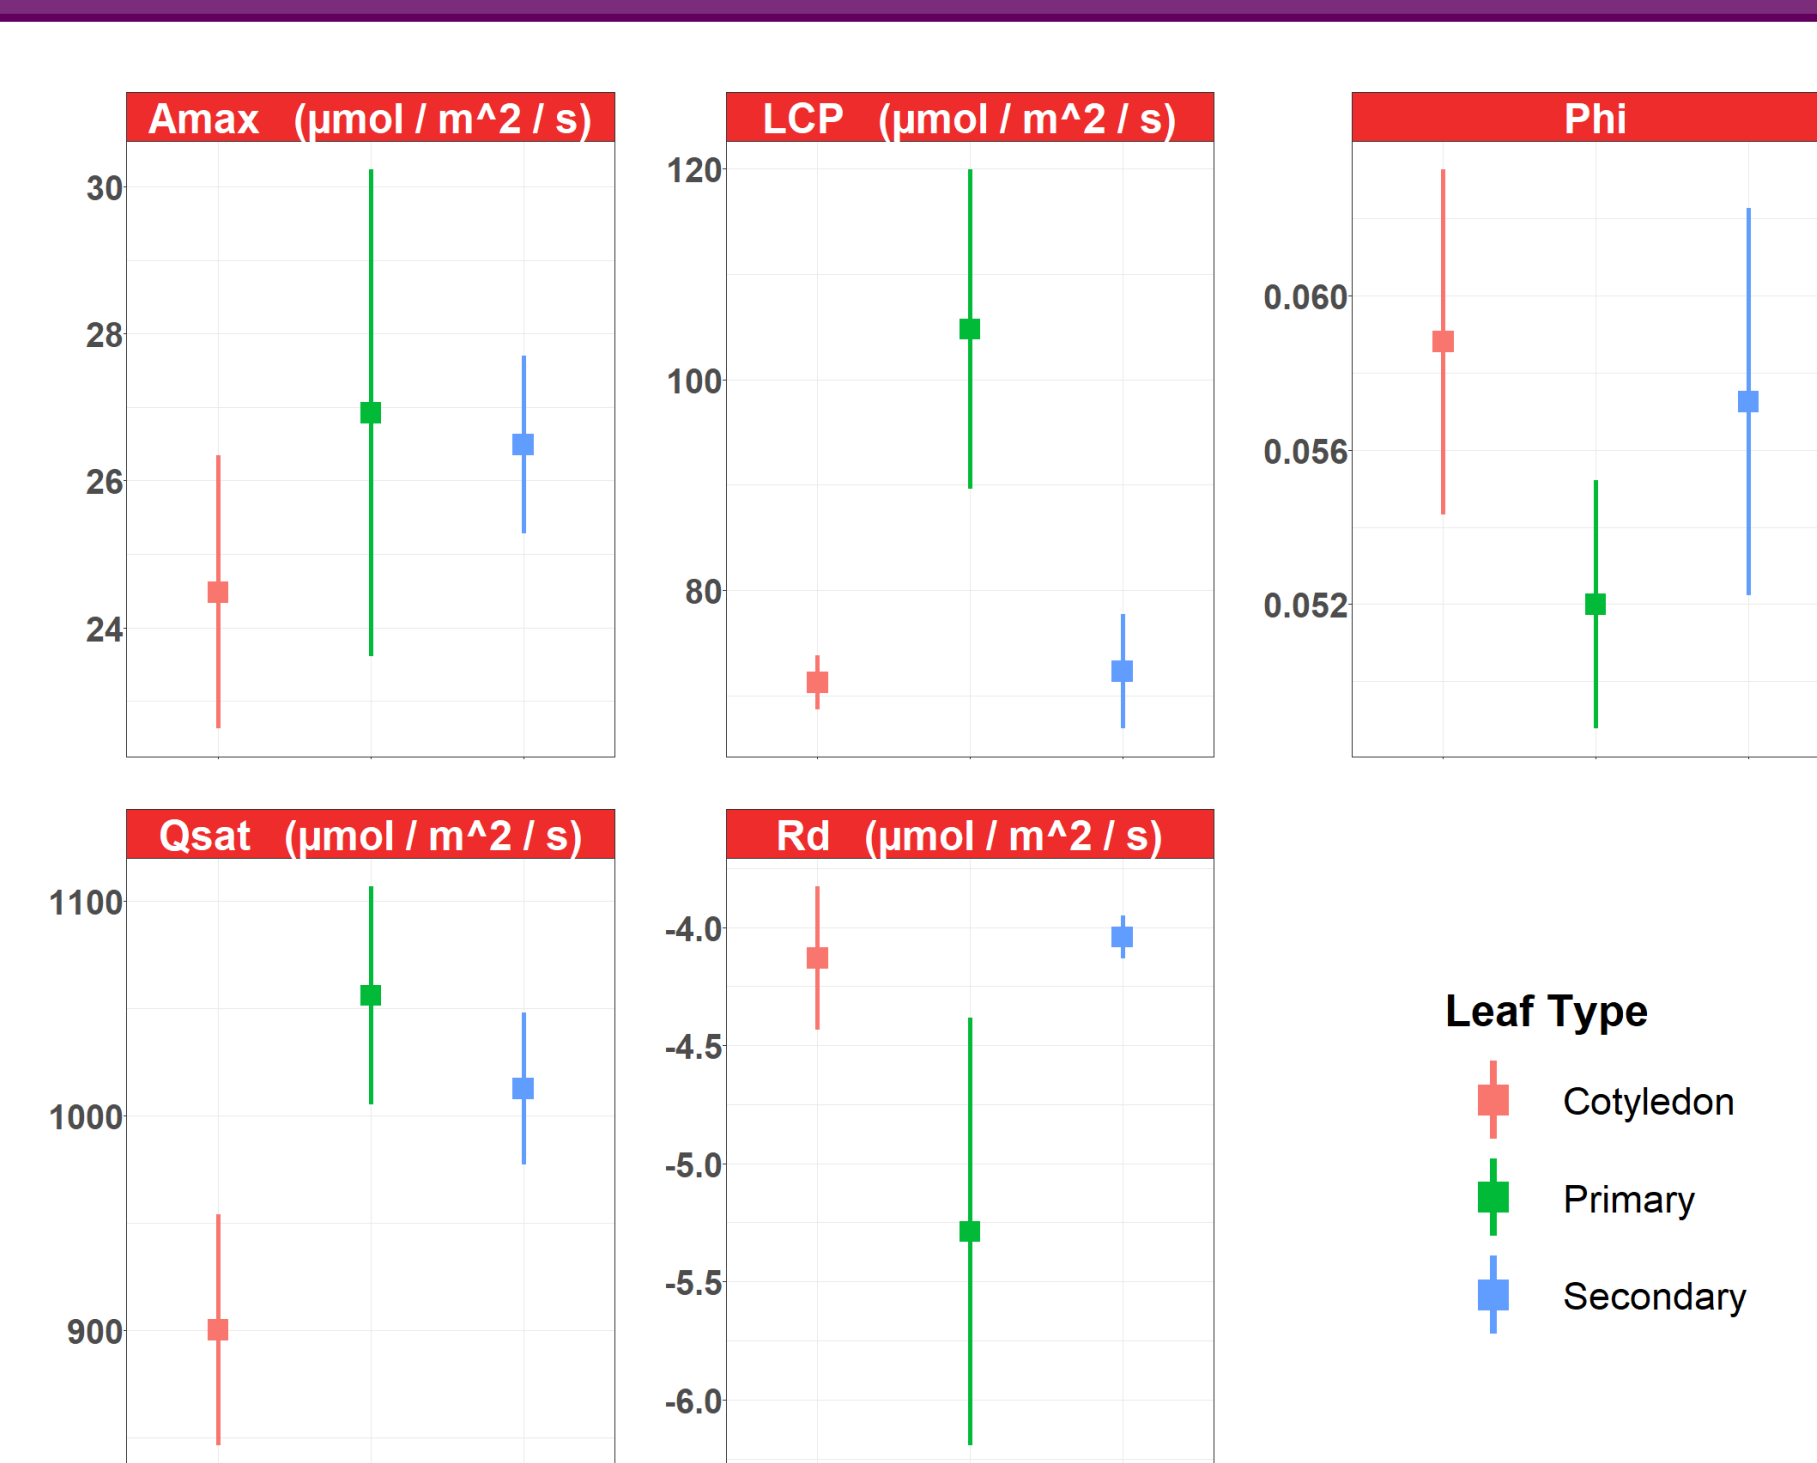 Amax (µmol / m^2 / s)
30
28
26
24
LCP (µmol / m^2 / s)
120
100
80
Phi
0.060
0.056
0.052
Qsat (µmol / m^2 / s)
1100
1000
900
Rd (µmol / m^2 / s)
-4.0
-4.5
-5.0
-5.5
-6.0
Leaf Type
Cotyledon
Primary
Secondary